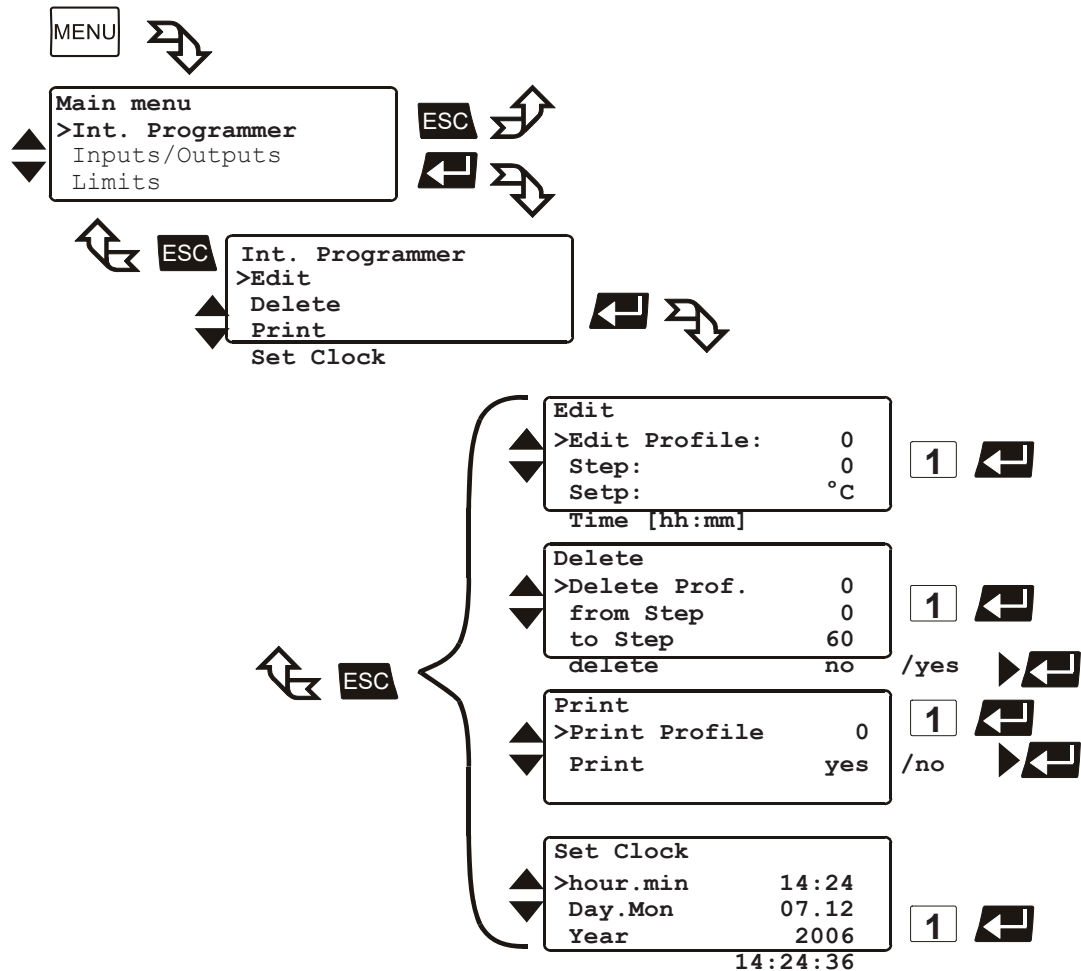 MENU
Main menu
>Int. Programmer
Inputs/Outputs
Limits
ESC
ESC
Int. Programmer
>Edit
Delete
Print
Set Clock
Edit
>Edit Profile: 0
Step: 0
Setp: °C
Time [hh:mm]
1
Delete
>Delete Prof. 0
from Step 0
to Step 60
delete no /yes
1
ESC
Print
>Print Profile 0
Print yes /no
1
Set Clock
>hour.min 14:24
Day.Mon 07.12
Year 2006
14:24:36
1